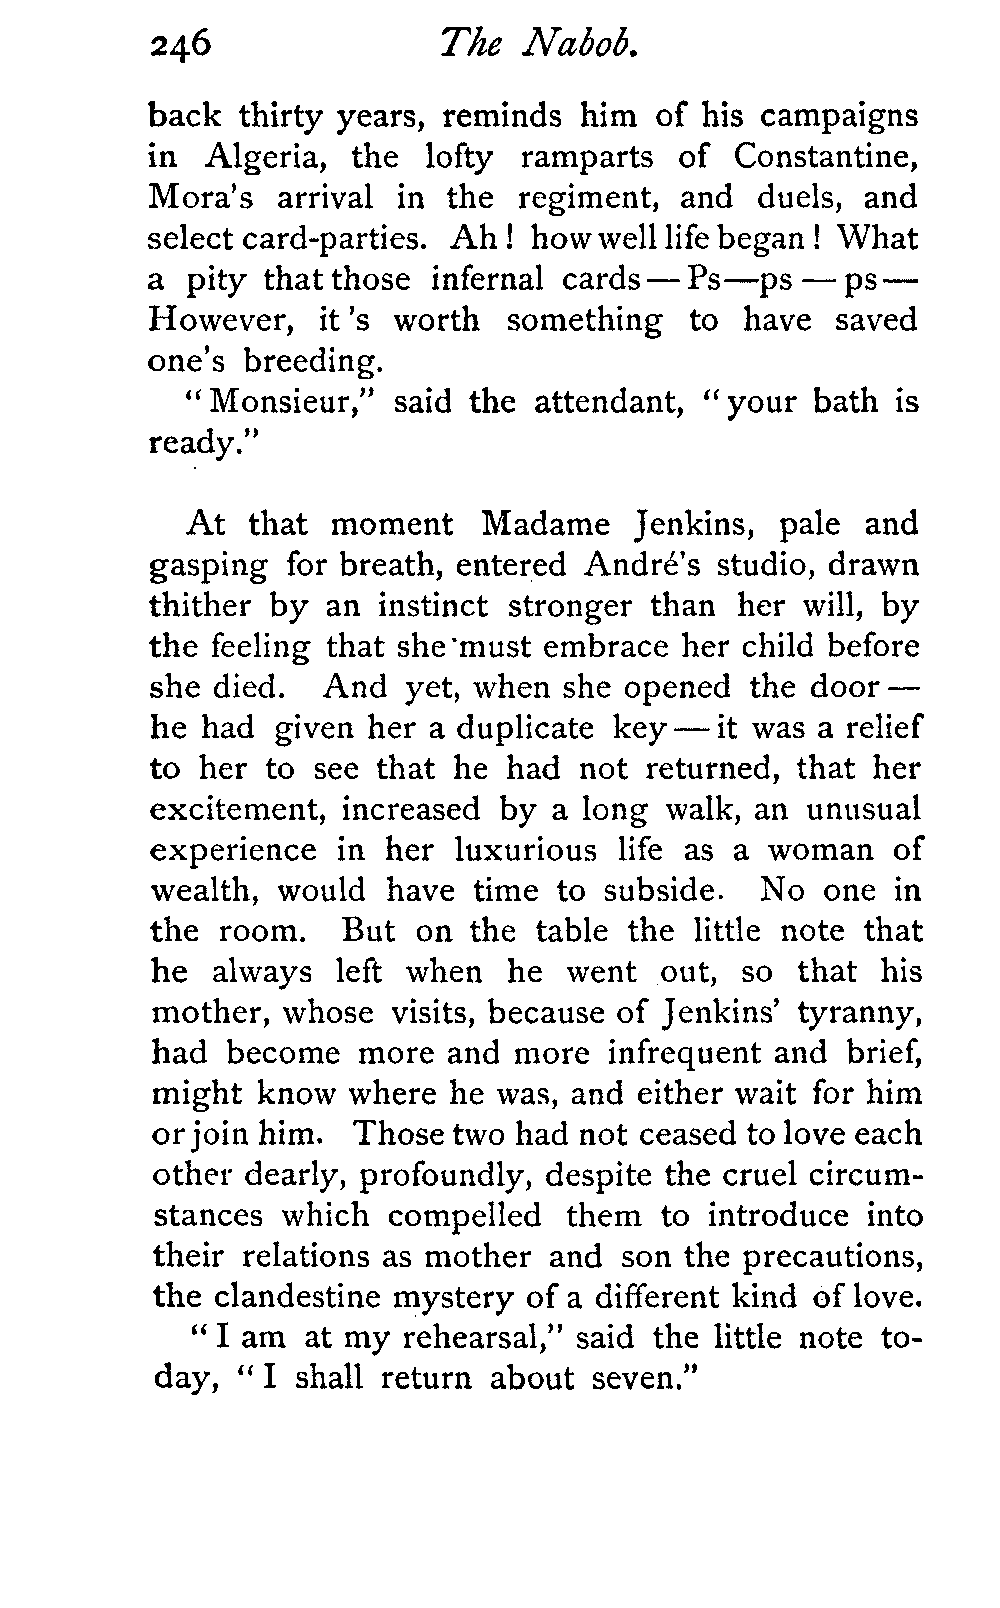 246 The Nabob.
back thirty years, reminds him of his campaigns
in Algeria, the lofty ramparts of Constantine,
Mora's arrival in the regiment, and duels, and
select card-parties. Ah! how well life began! What
a pity that those infernal cards — Ps—ps — ps—
However, it's worth something to have saved
one's breeding.
"Monsieur," said the attendant, "your bath is
ready."
At that moment Madame Jenkins, pale and
gasping for breath, entered André's studio, drawn
thither by an instinct stronger than her will, by
the feeling that she must embrace her child before
she died. And yet, when she opened the door —
he had given her a duplicate key — it was a relief
to her to see that he had not returned, that her
excitement, increased by a long walk, an unusual
experience in her luxurious life as a woman of
wealth, would have time to subside. No one in
the room. But on the table the little note that
he always left when he went out, so that his
mother, whose visits, because of Jenkins' tyranny,
had become more and more infrequent and brief,
might know where he was, and either wait for him
or join him. Those two had not ceased to love each
other dearly, profoundly, despite the cruel circum-
stances which compelled them to introduce into
their relations as mother and son the precautions,
the clandestine mystery of a different kind of love.
"I am at my rehearsal," said the little note to-
day, "I shall return about seven."